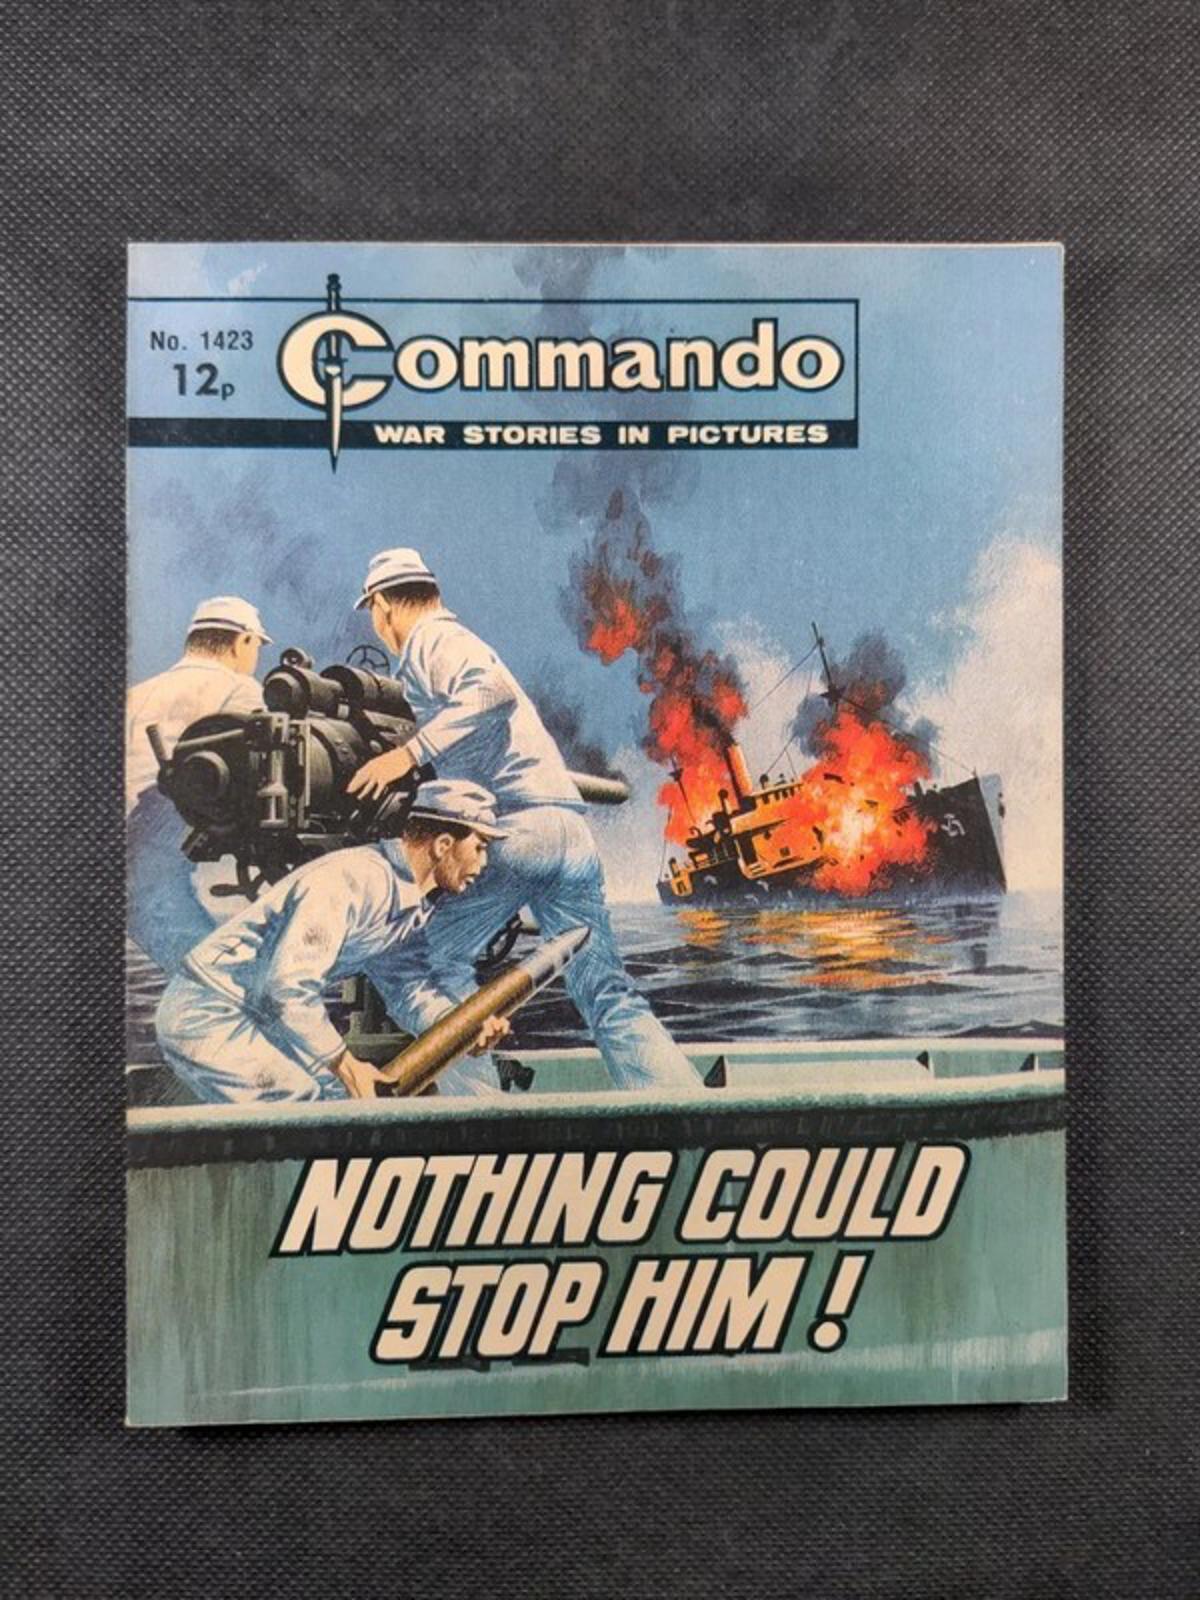 No. 1423
12p
Commando
WAR STORIES IN PICTURES
NOTHING COULD
STOP HIM!